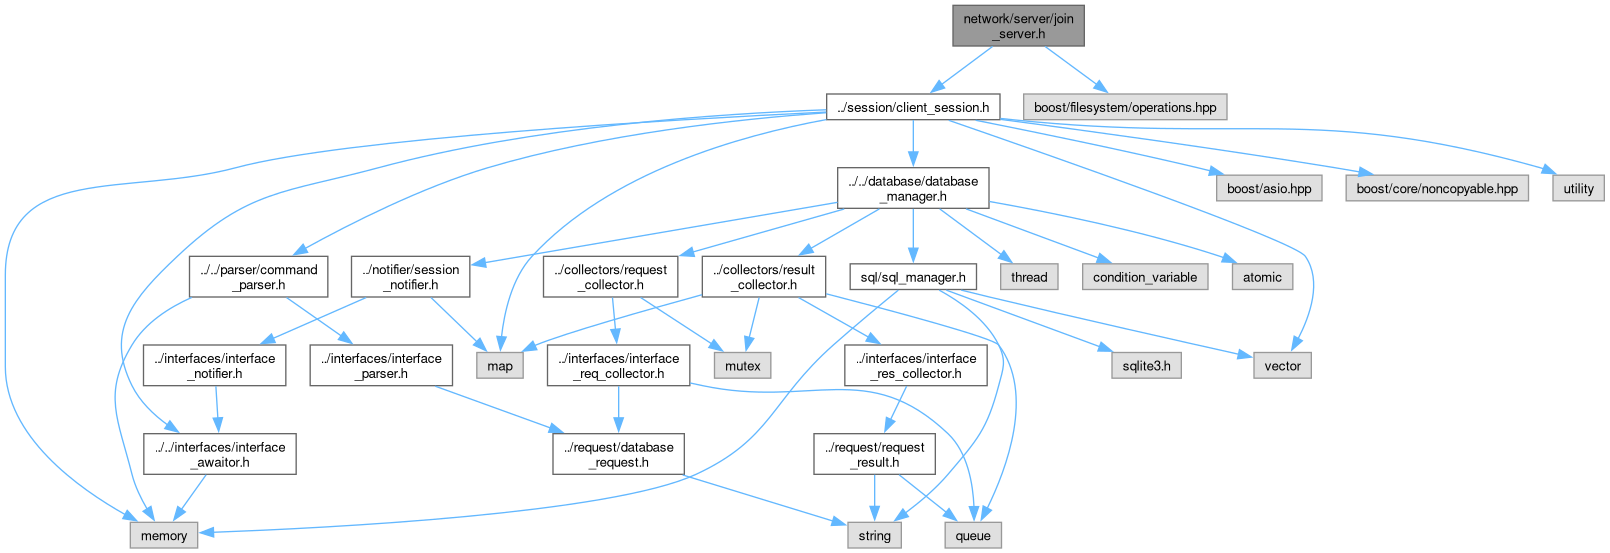 network/server/join
_server.h
../session/client_session.h
boost/filesystem/operations.hpp
../../database/database
_manager.h
boost/asio.hpp
boost/core/noncopyable.hpp
utility
../../parser/command
_parser.h
../notifier/session
_notifier.h
../collectors/request
_collector.h
../collectors/result
_collector.h
sql/sql_manager.h
thread
condition_variable
atomic
../interfaces/interface
_notifier.h
../interfaces/interface
_parser.h
map
../interfaces/interface
_req_collector.h
mutex
../interfaces/interface
_res_collector.h
sqlite3.h
vector
../../interfaces/interface
_awaitor.h
../request/database
_request.h
../request/request
_result.h
memory
string
queue